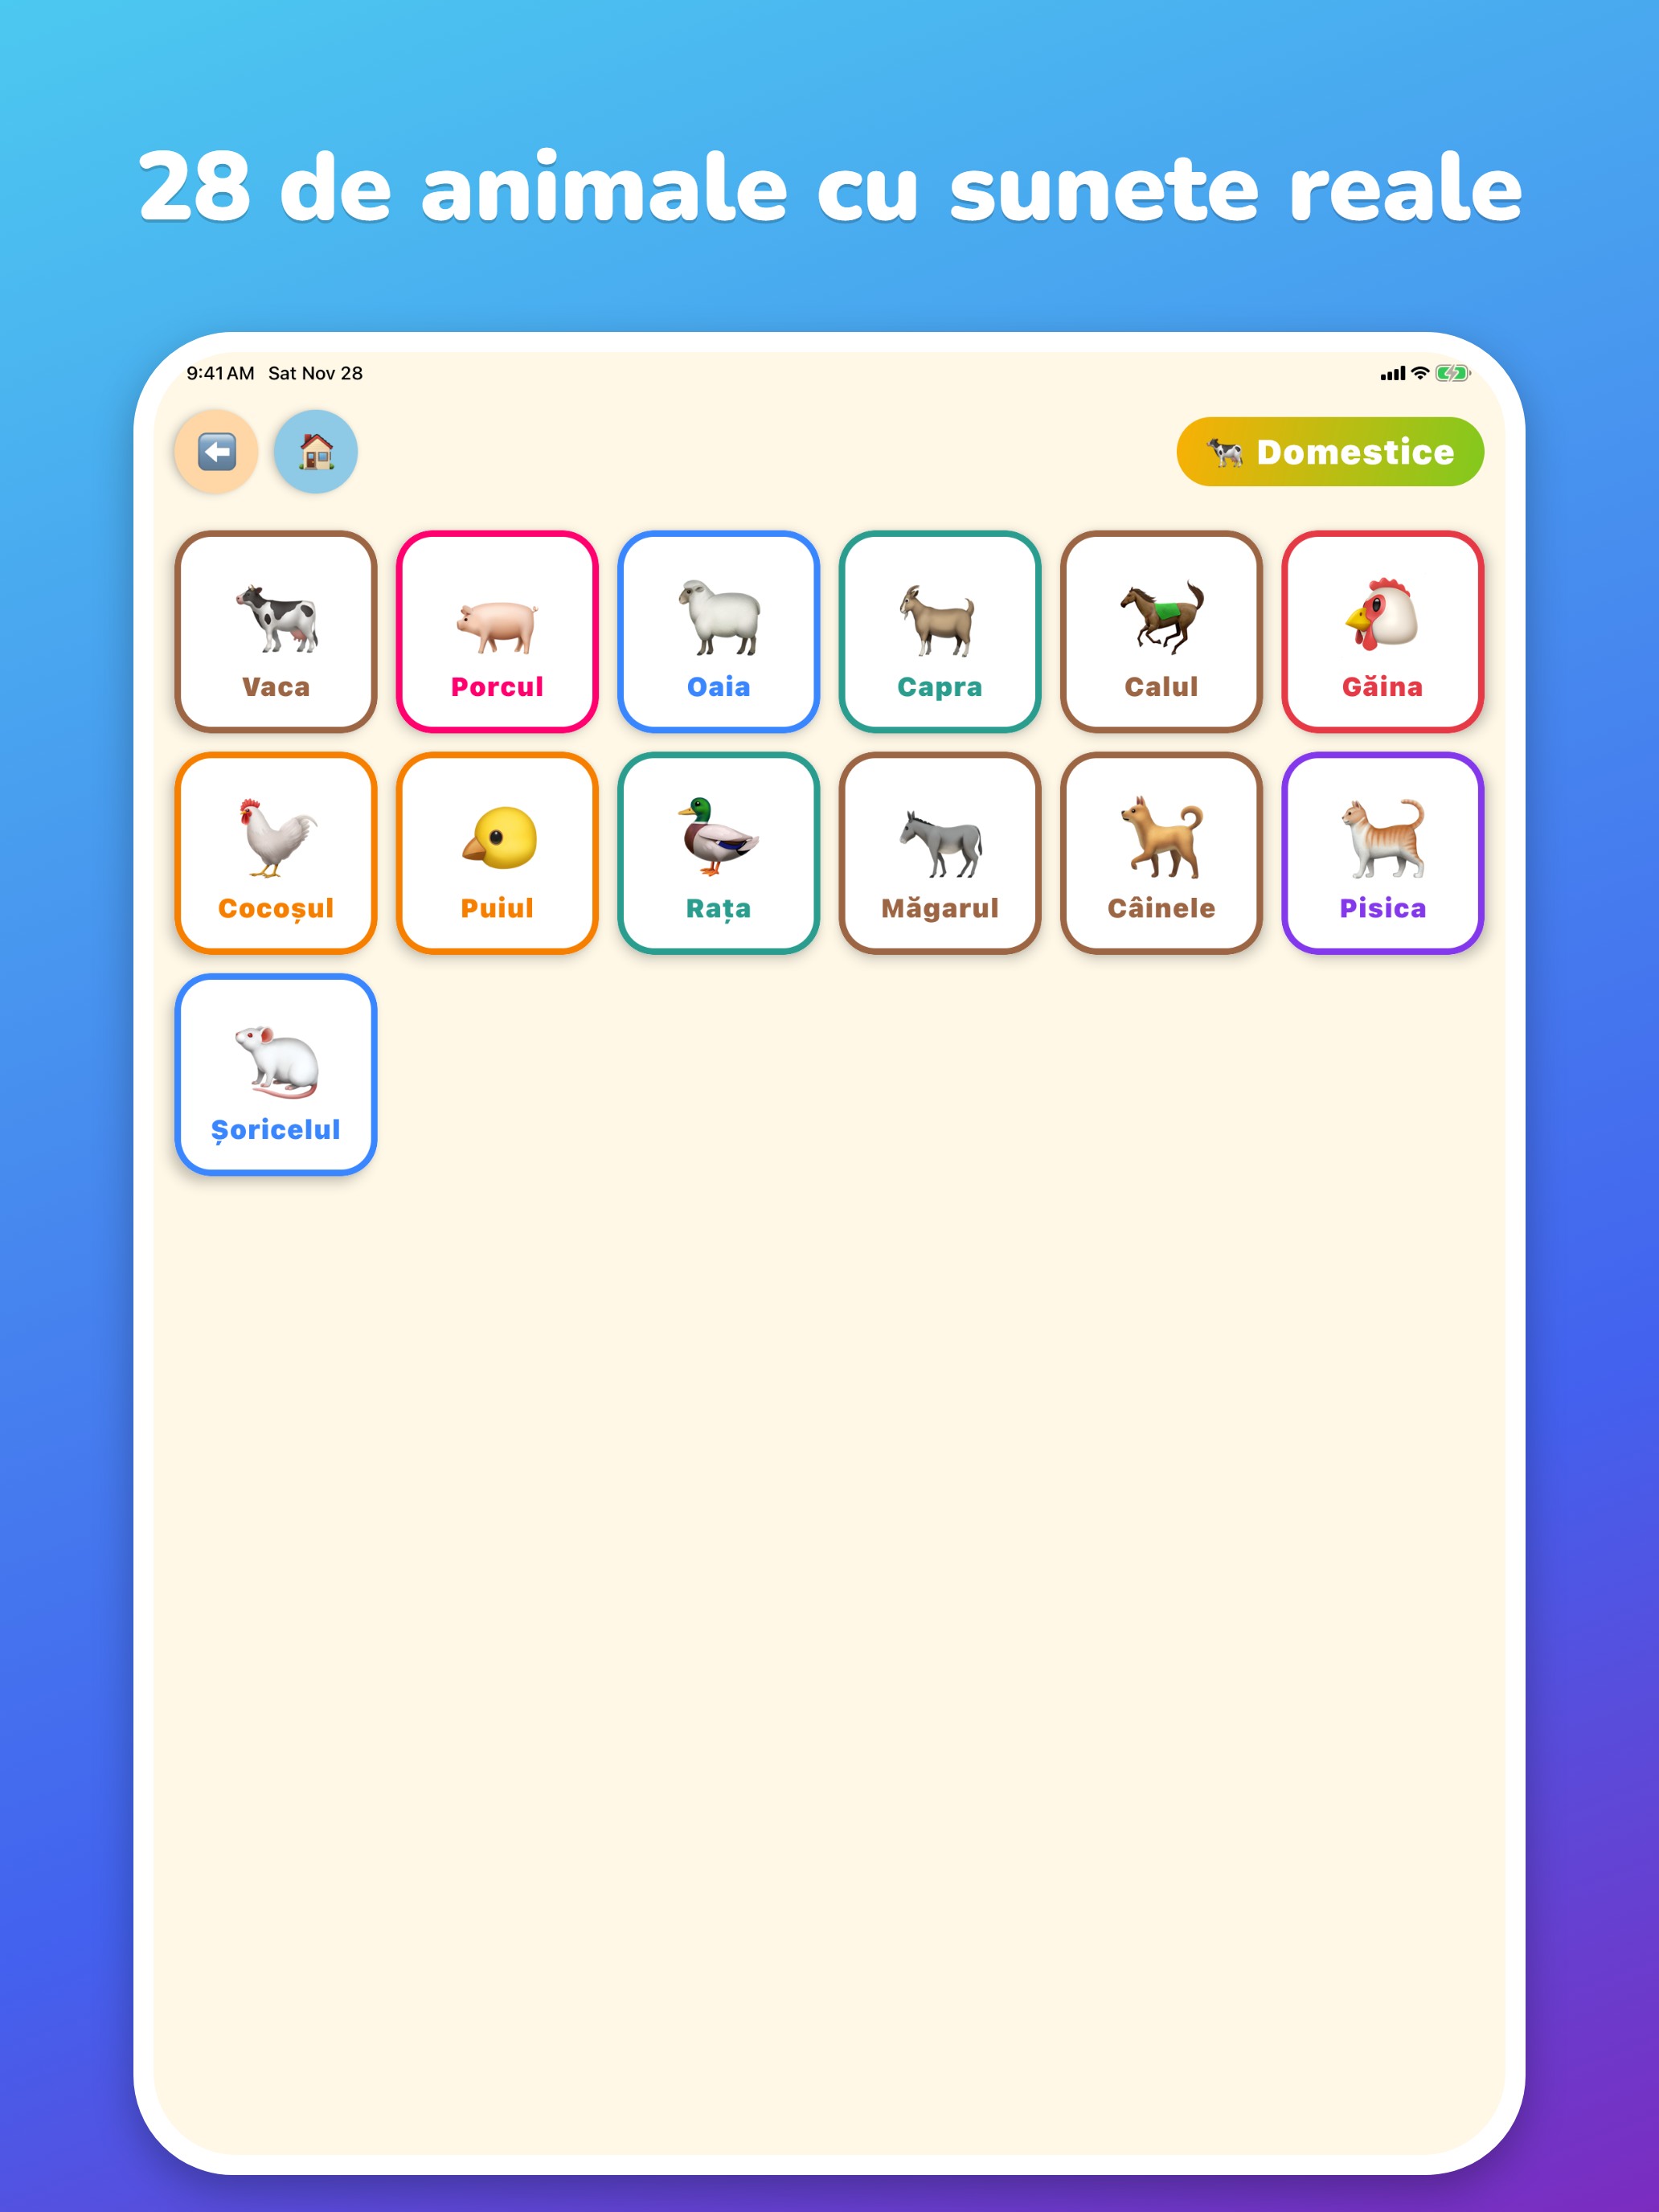 28 de animale cu sunete reale
9:41 AM Sat Nov 28
Domestice
Vaca
Porcul
Oaia
Capra
Calul
Găina
Cocoșul
Puiul
Rața
Măgarul
Câinele
Pisica
Șoricelul